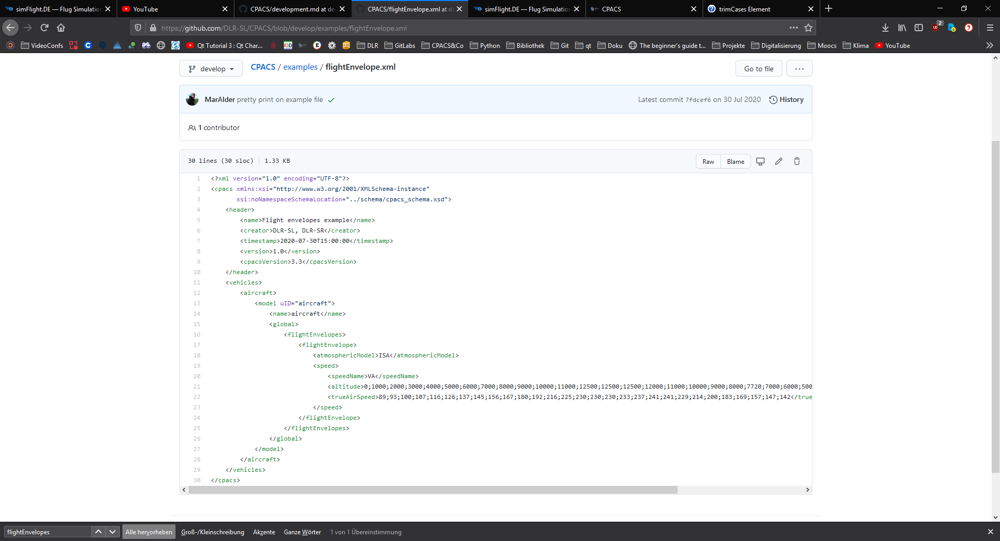 simFlight.DE — Flug Simulation
YouTube
CPACS/development.md at de
CPACS/flightEnvelope.xml at d
simFlight.DE — Flug Simulation
CPACS
trimCases Element
https://github.com/DLR-SL/CPACS/blob/develop/examples/flightEnvelope.xml
2
VideoConfs
Qt Tutorial 3 : Qt Char...
DLR
GitLabs
CPACS&Co
Python
Bibliothek
Git
qt
Doku
The beginner's guide t...
Projekte
Digitalisierung
Moocs
Klima
YouTube
develop
CPACS / examples / flightEnvelope.xml
Go to file
MarAlder pretty print on example file
Latest commit 7fdcef6 on 30 Jul 2020
History
1 contributor
30 lines (30 sloc)
1.33 KB
Raw
Blame
1 <?xml version="1.0" encoding="UTF-8"?>
2 <cpacs xmlns:xsi="http://www.w3.org/2001/XMLSchema-instance"
3 xsi:noNamespaceSchemaLocation="../schema/cpacs_schema.xsd">
4 <header>
5 <name>Flight envelopes example</name>
6 <creator>DLR-SL, DLR-SR</creator>
7 <timestamp>2020-07-30T15:00:00</timestamp>
8 <version>1.0</version>
9 <cpacsVersion>3.3</cpacsVersion>
10 </header>
11 <vehicles>
12 <aircraft>
13 <model uID="aircraft">
14 <name>aircraft</name>
15 <global>
16 <flightEnvelopes>
17 <flightEnvelope>
18 <atmosphericModel>ISA</atmosphericModel>
19 <speed>
20 <speedName>VA</speedName>
21 <altitude>0;1000;2000;3000;4000;5000;6000;7000;8000;9000;10000;11000;12500;12500;12500;12000;11000;10000;9000;8000;7720;7000;6000;500
22 <trueAirSpeed>89;93;100;107;116;126;137;145;156;167;180;192;216;225;230;230;230;233;237;241;241;229;214;200;183;169;157;147;142</true
23 </speed>
24 </flightEnvelope>
25 </flightEnvelopes>
26 </global>
27 </model>
28 </aircraft>
29 </vehicles>
30 </cpacs>
flightEnvelopes
Alle hervorheben
Groß-/Kleinschreibung
Akzente
Ganze Wörter
1 von 1 Übereinstimmung